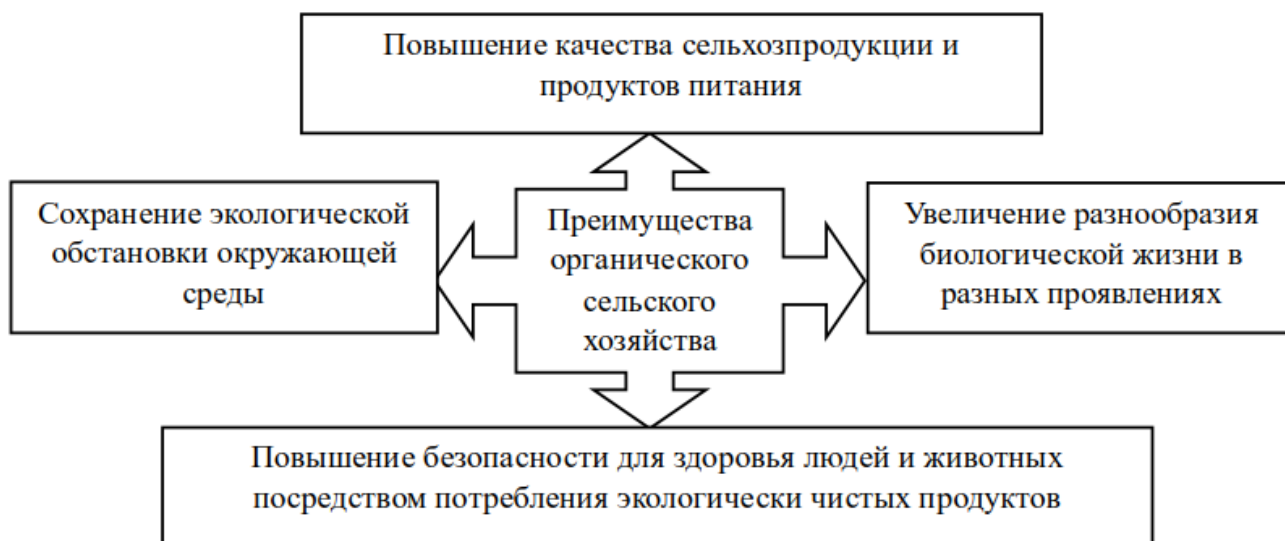 Повышение качества сельхозпродукции и
продуктов питания
Сохранение экологической
обстановки окружающей
среды
Преимущества
органического
сельского
хозяйства
Увеличение разнообразия
биологической жизни в
разных проявлениях
Повышение безопасности для здоровья людей и животных
посредством потребления экологически чистых продуктов